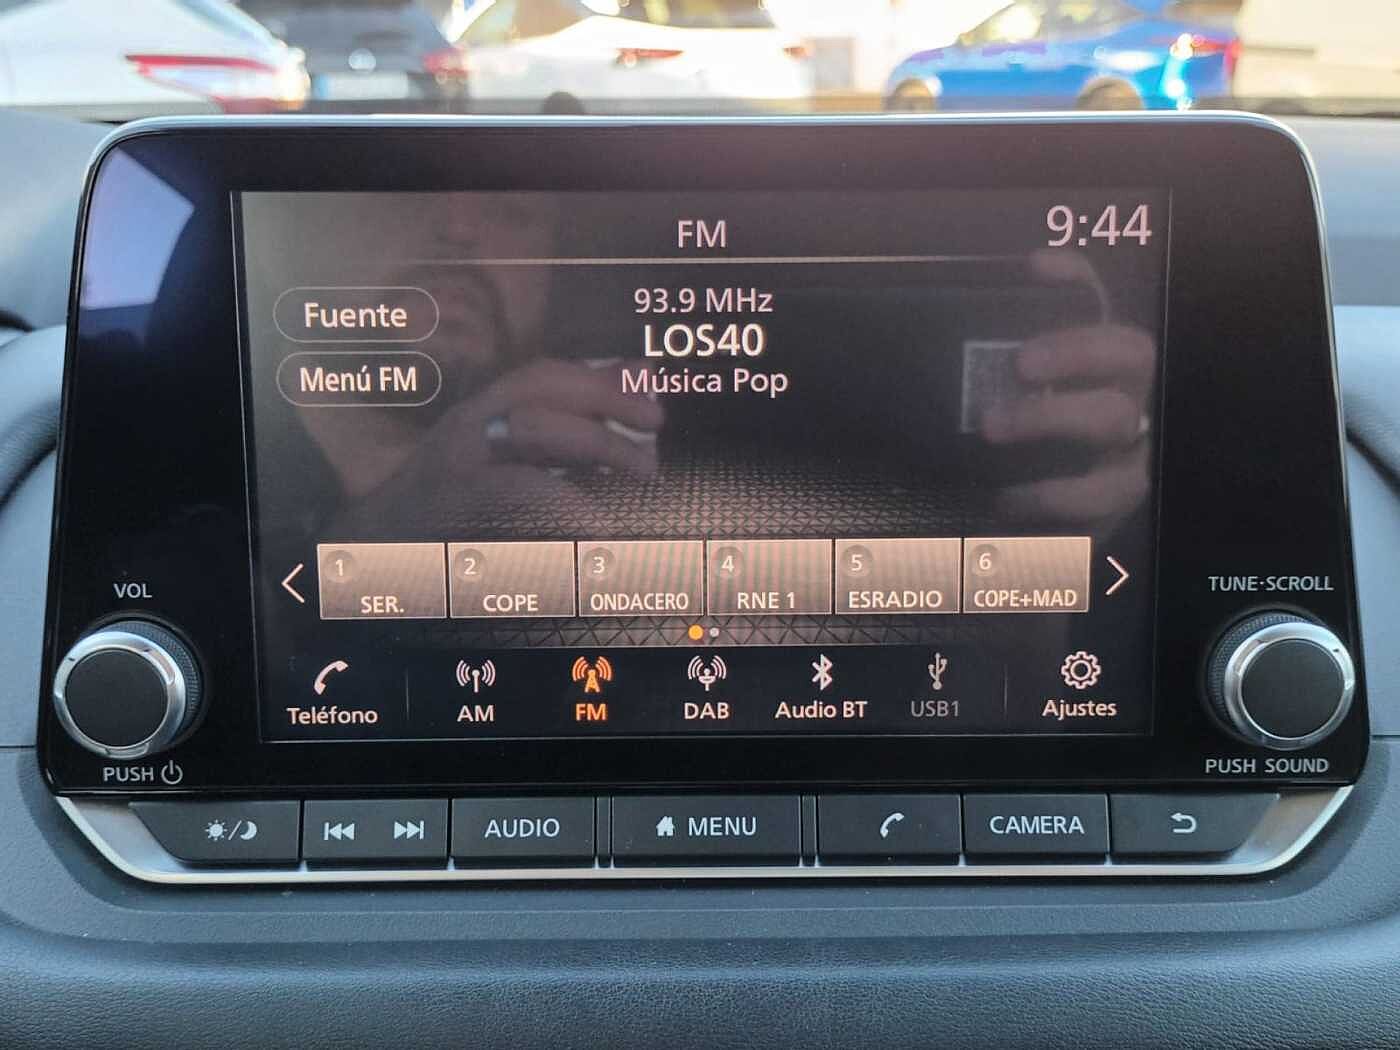 FM
9:44
93.9 MHz
LOS40
Música Pop
Fuente
Menú FM
1
SER.
2
COPE
3
ONDACERO
4
RNE 1
5
ESRADIO
6
COPE+MAD
Teléfono
AM
FM
DAB
Audio BT
USB1
Ajustes
VOL
PUSH
TUNE·SCROLL
PUSH SOUND
AUDIO
MENU
CAMERA